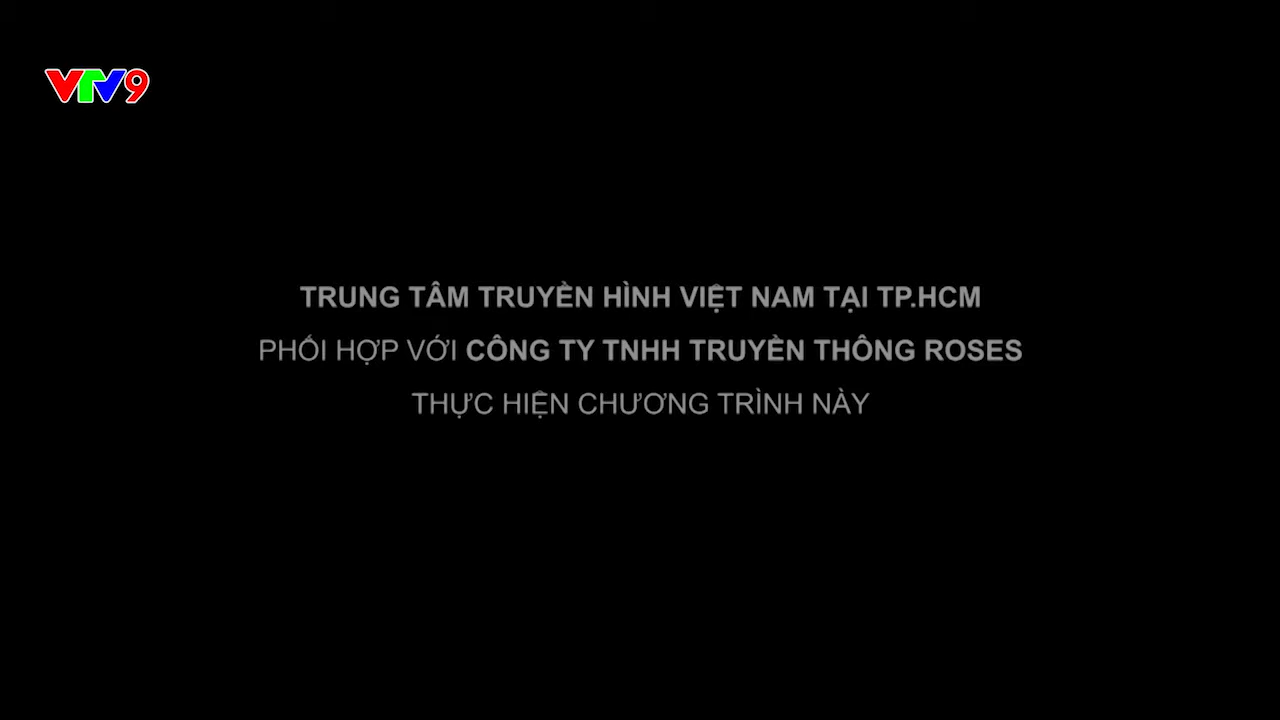 VTV9
TRUNG TÂM TRUYỀN HÌNH VIỆT NAM TẠI TP.HCM
PHỐI HỢP VỚI CÔNG TY TNHH TRUYỀN THÔNG ROSES
THỰC HIỆN CHƯƠNG TRÌNH NÀY